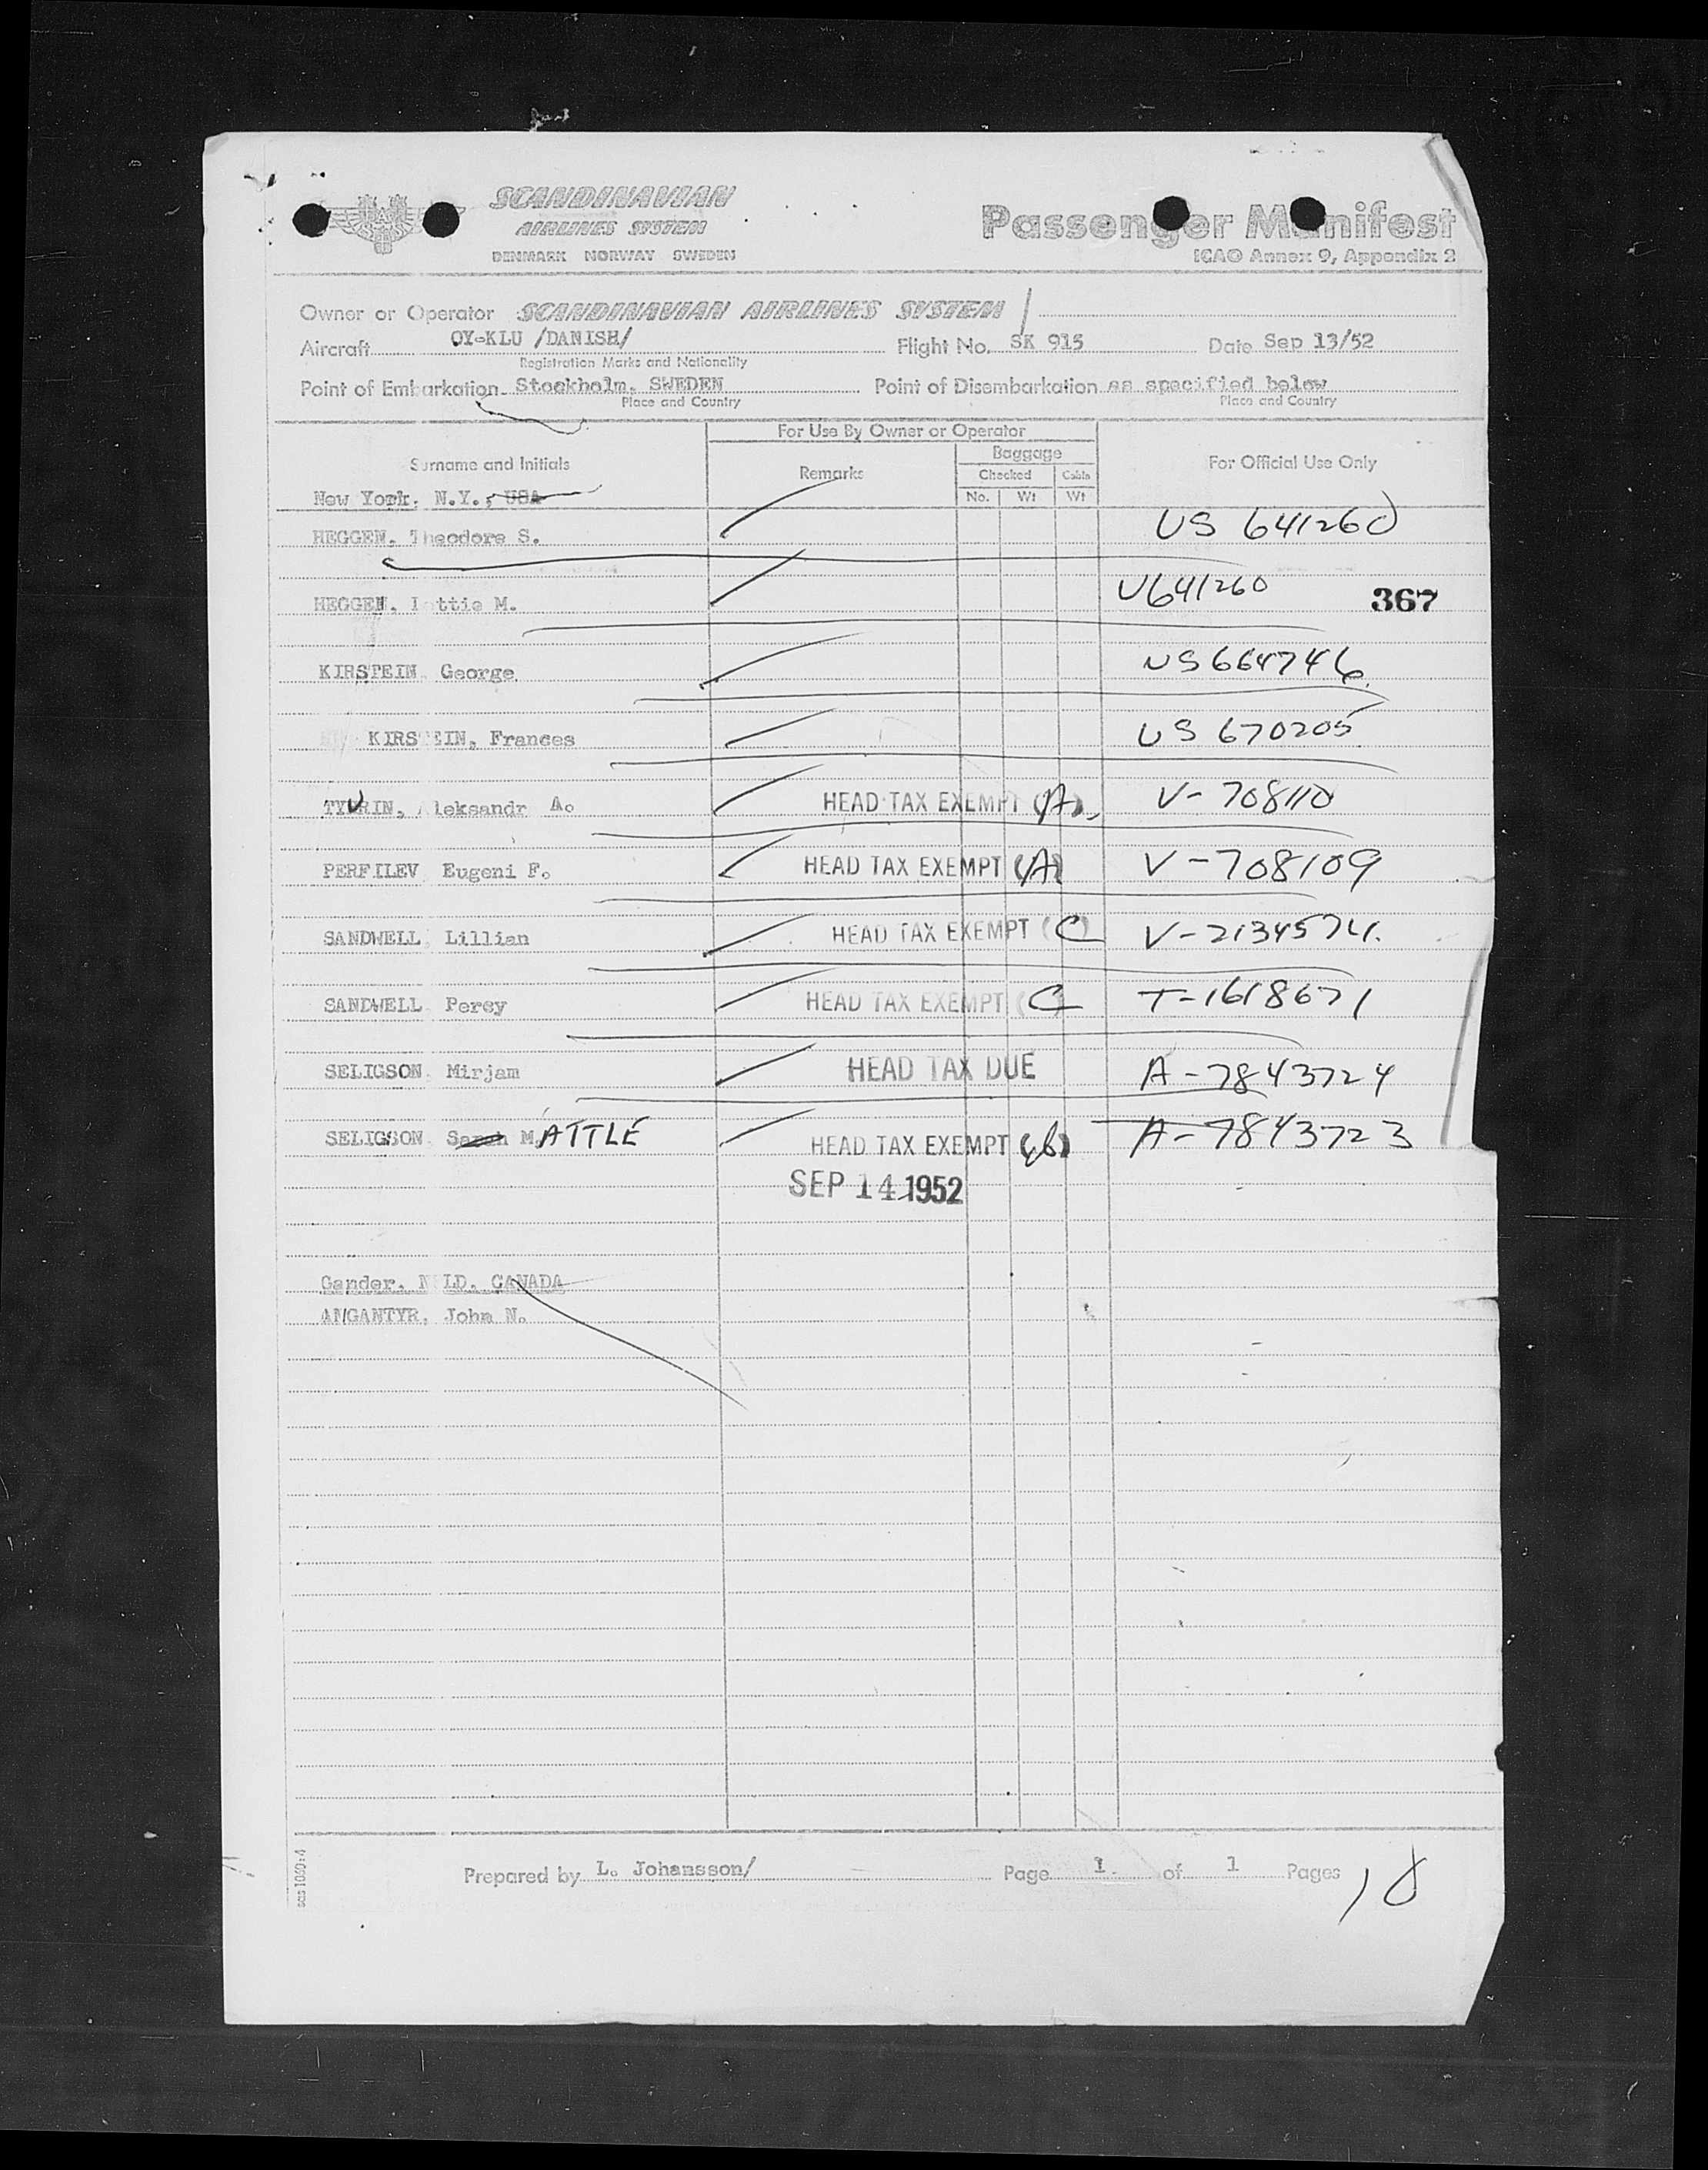 SCANDINAVIAN
AIRLINES SYSTEM
DENMARK NORWAY SWEDEN
Passenger Manifest
ICAO Annex 9, Appendix 2
Owner or Operator SCANDINAVIAN AIRLINES SYSTEM
Aircraft OY-KLU /DANISH/ Flight No. SK 915 Date Sep 13/52
Registration Marks and Nationality
Point of Embarkation Stockholm, SWEDEN Point of Disembarkation as specified below
Place and Country Place and Country
For Use By Owner or Operator
Surname and Initials Remarks Baggage For Official Use Only
Checked Cabin
No. Wt Wt
New York, N.Y., USA
HEGGEN, Theodore S. US 641260
HEGGEN, Lottie M. U641260 367
KIRSTEIN George US 664746
KIRSTEIN, Frances US 670205
TYURIN, Aleksandr A. HEAD TAX EXEMPT (A) V-708110
PERFILEV Eugeni F. HEAD TAX EXEMPT (A) V-708109
SANDWELL Lillian HEAD TAX EXEMPT (C) V-2134574
SANDWELL Percy HEAD TAX EXEMPT (C) T-1618671
SELIGSON Mirjam HEAD TAX DUE A-7843724
SELIGSON Sarah MATTLE HEAD TAX EXEMPT (b) A-7843723
SEP 14 1952
Gander, NFLD, CANADA
ANGANTYR, John N.
Prepared by L. Johansson/ Page 1 of 1 Pages
sas 1060:4